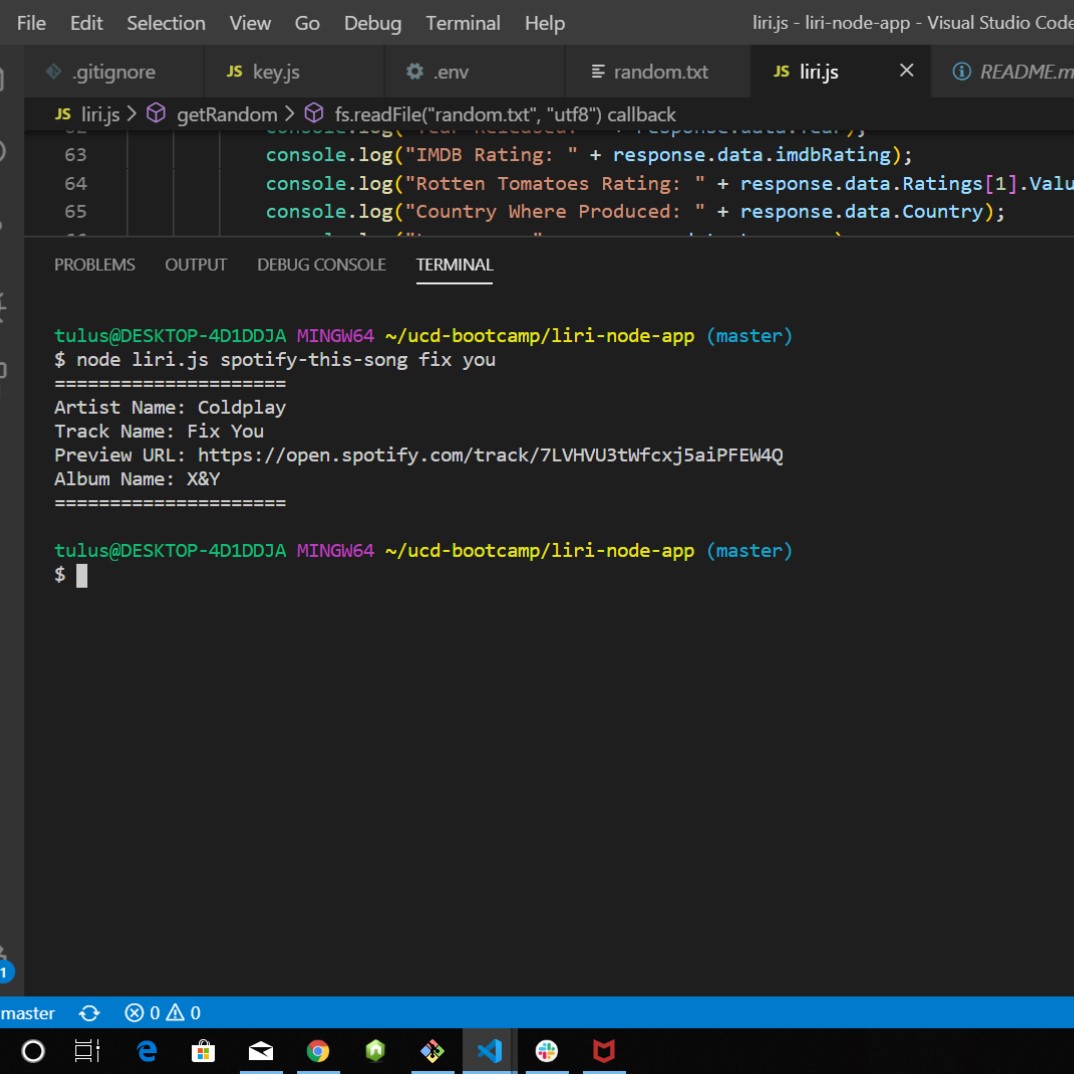 File Edit Selection View Go Debug Terminal Help liri.js - liri-node-app - Visual Studio Code
.gitignore JS key.js .env random.txt JS liri.js README.m
JS liri.js > getRandom > fs.readFile("random.txt", "utf8") callback
63 console.log("IMDB Rating: " + response.data.imdbRating);
64 console.log("Rotten Tomatoes Rating: " + response.data.Ratings[1].Valu
65 console.log("Country Where Produced: " + response.data.Country);
PROBLEMS OUTPUT DEBUG CONSOLE TERMINAL
tulus@DESKTOP-4D1DDJA MINGW64 ~/ucd-bootcamp/liri-node-app (master)
$ node liri.js spotify-this-song fix you
=====================
Artist Name: Coldplay
Track Name: Fix You
Preview URL: https://open.spotify.com/track/7LVHVU3tWfcxj5aiPFEW4Q
Album Name: X&Y
=====================
tulus@DESKTOP-4D1DDJA MINGW64 ~/ucd-bootcamp/liri-node-app (master)
$
1
master 0 0